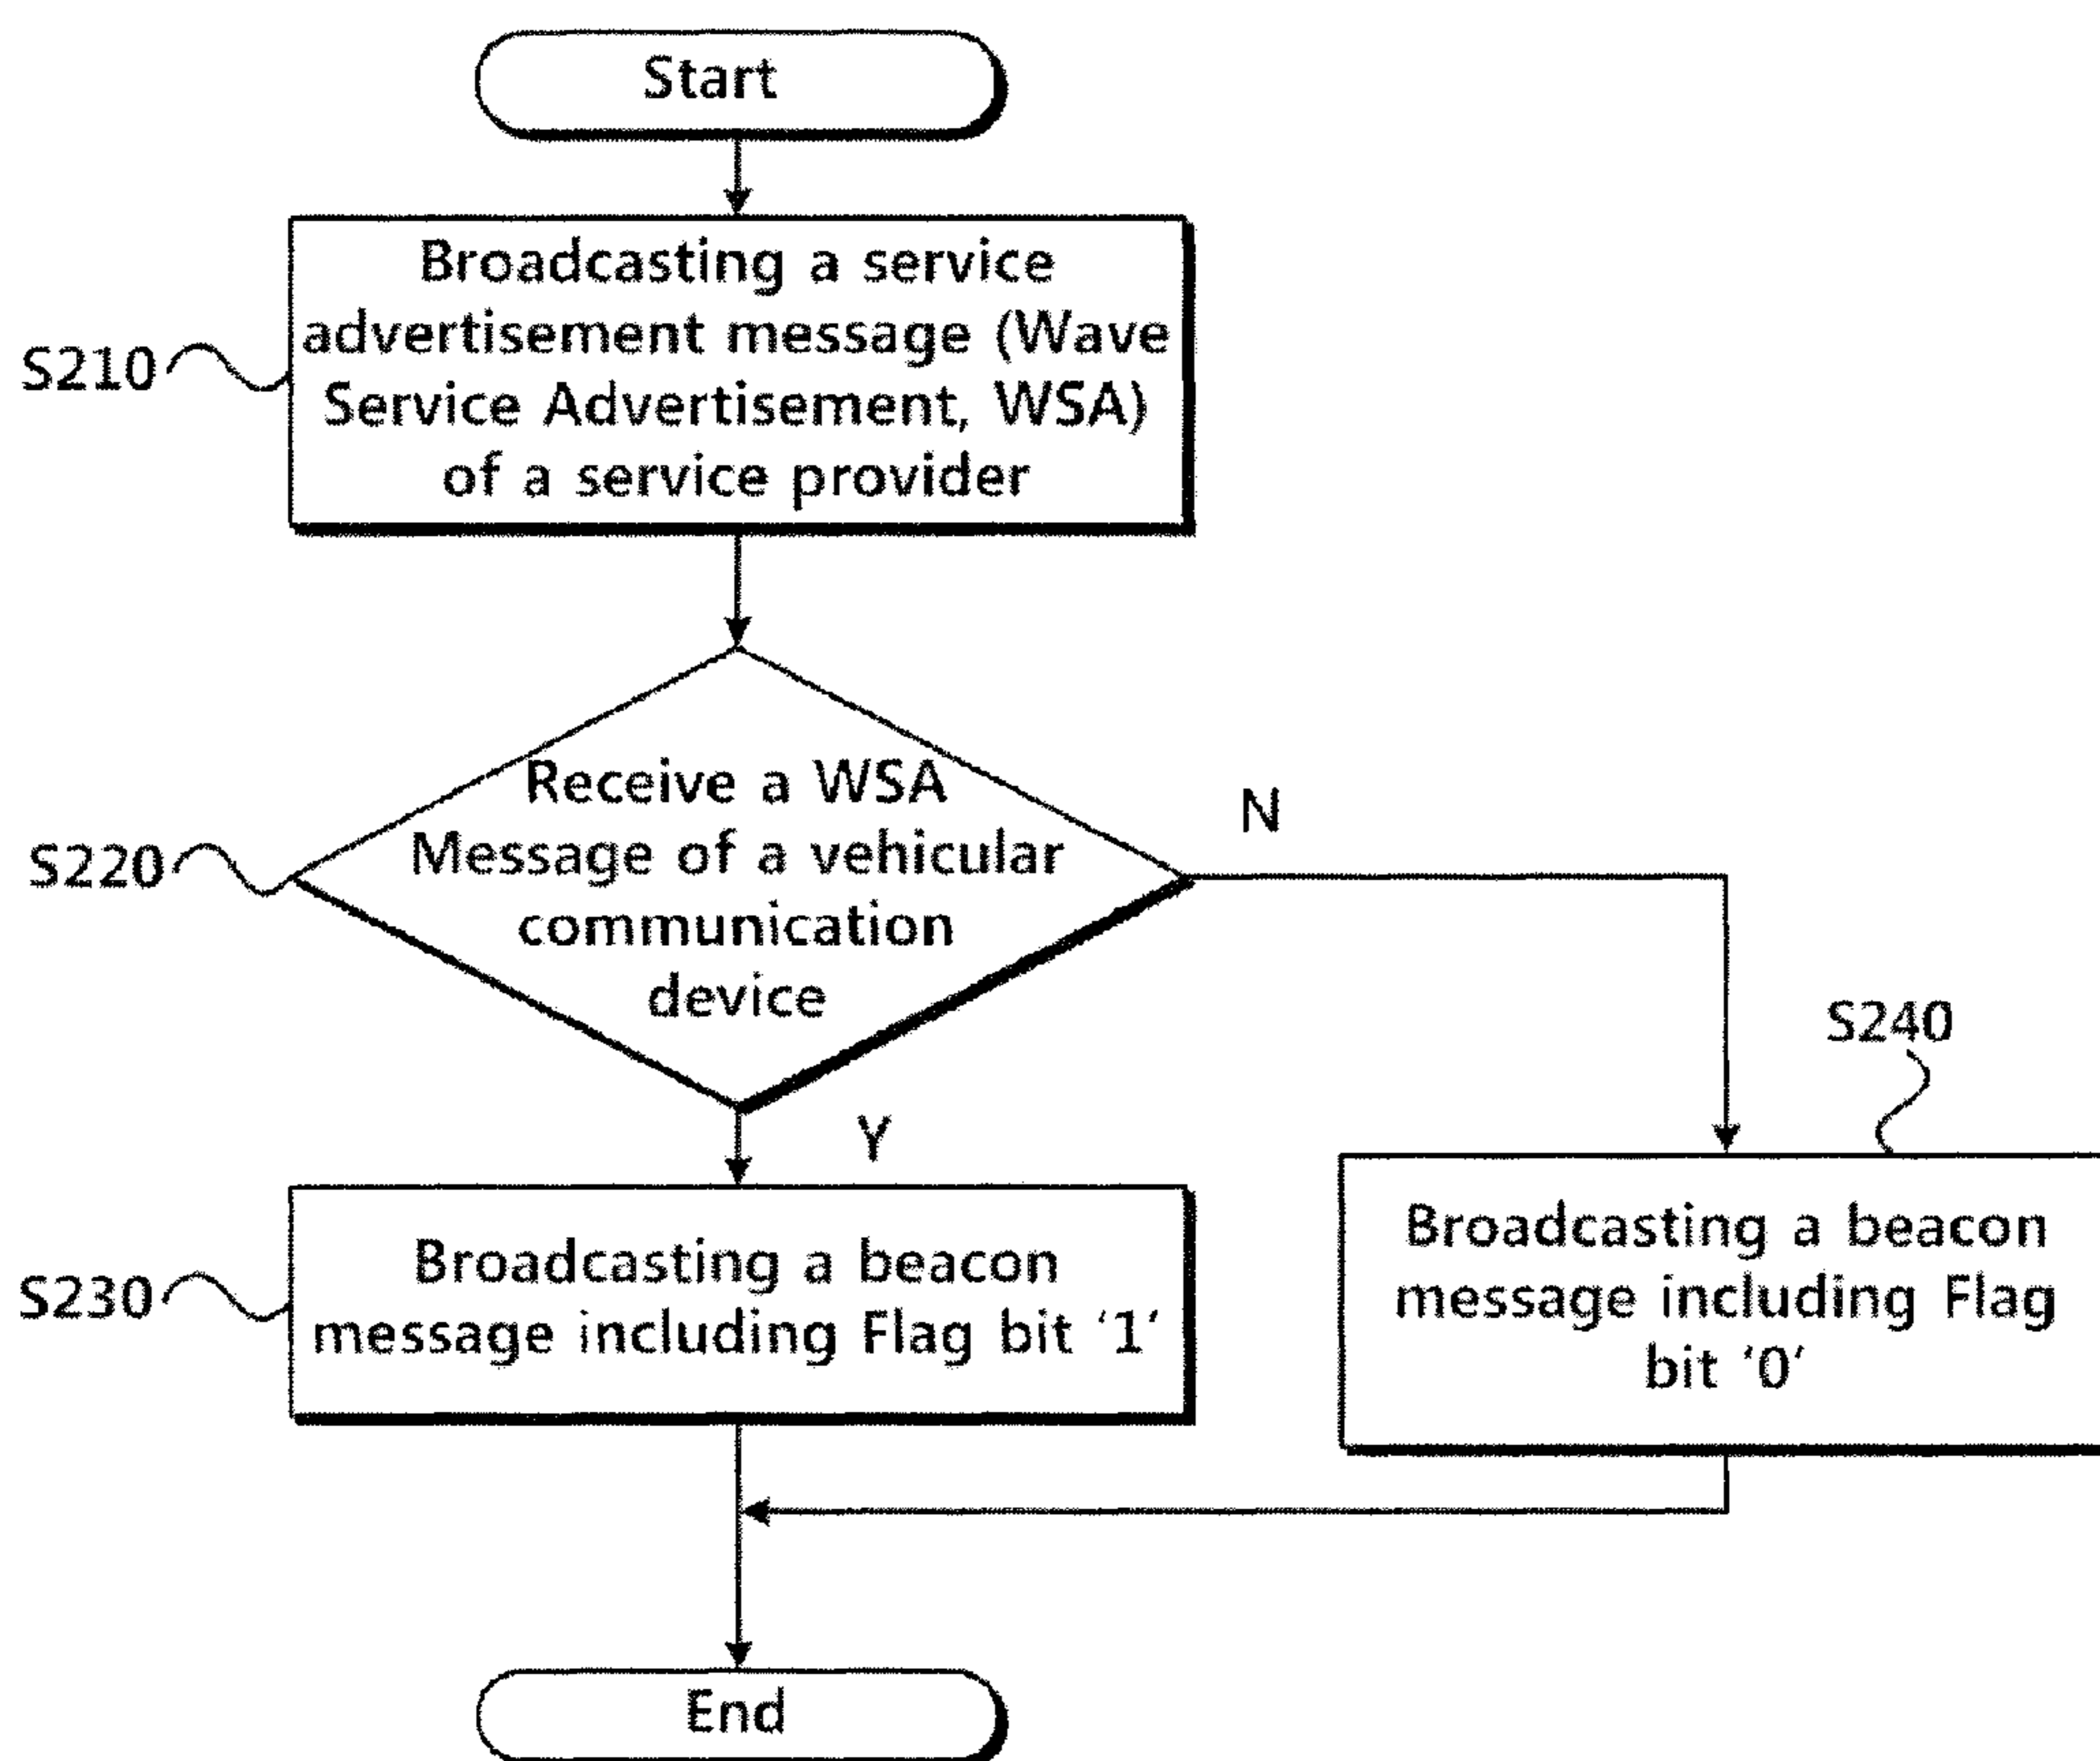 Start
Broadcasting a service
advertisement message (Wave
Service Advertisement, WSA)
of a service provider
S210
Receive a WSA
Message of a vehicular
communication
device
S220
N
Y
S240
Broadcasting a beacon
message including Flag bit ‘1’
S230
Broadcasting a beacon
message including Flag
bit ‘0’
End